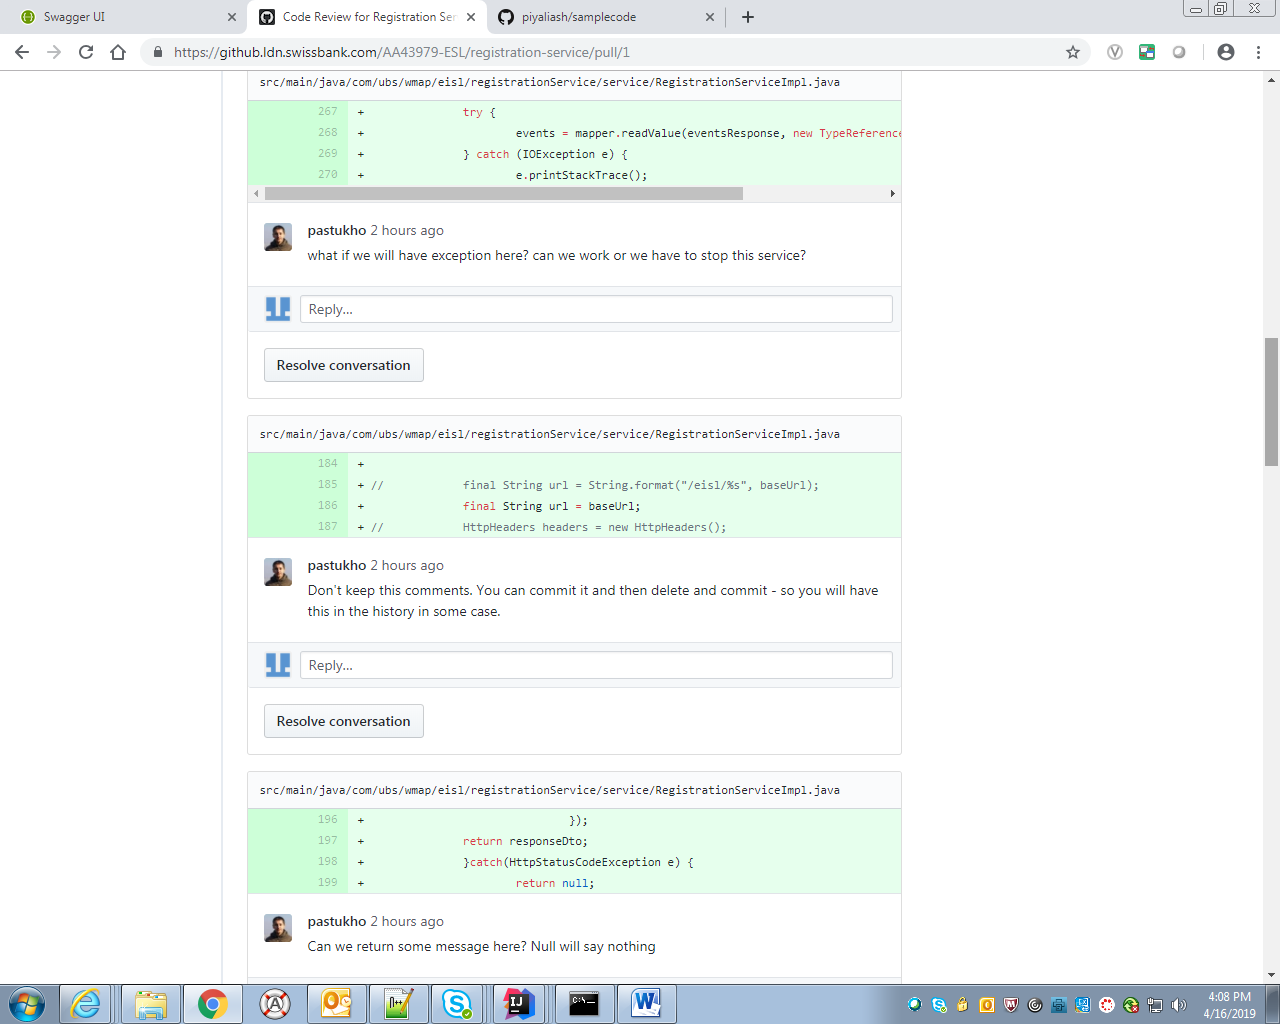 Swagger UI
Code Review for Registration Ser
piyaliash/samplecode
https://github.ldn.swissbank.com/AA43979-ESL/registration-service/pull/1
src/main/java/com/ubs/wmap/eisl/registrationService/service/RegistrationServiceImpl.java
267 + try {
268 + events = mapper.readValue(eventsResponse, new TypeReference
269 + } catch (IOException e) {
270 + e.printStackTrace();
pastukho 2 hours ago
what if we will have exception here? can we work or we have to stop this service?
Reply...
Resolve conversation
src/main/java/com/ubs/wmap/eisl/registrationService/service/RegistrationServiceImpl.java
184 +
185 + // final String url = String.format("/eisl/%s", baseUrl);
186 + final String url = baseUrl;
187 + // HttpHeaders headers = new HttpHeaders();
pastukho 2 hours ago
Don't keep this comments. You can commit it and then delete and commit - so you will have
this in the history in some case.
Reply...
Resolve conversation
src/main/java/com/ubs/wmap/eisl/registrationService/service/RegistrationServiceImpl.java
196 + });
197 + return responseDto;
198 + }catch(HttpStatusCodeException e) {
199 + return null;
pastukho 2 hours ago
Can we return some message here? Null will say nothing
4:08 PM
4/16/2019